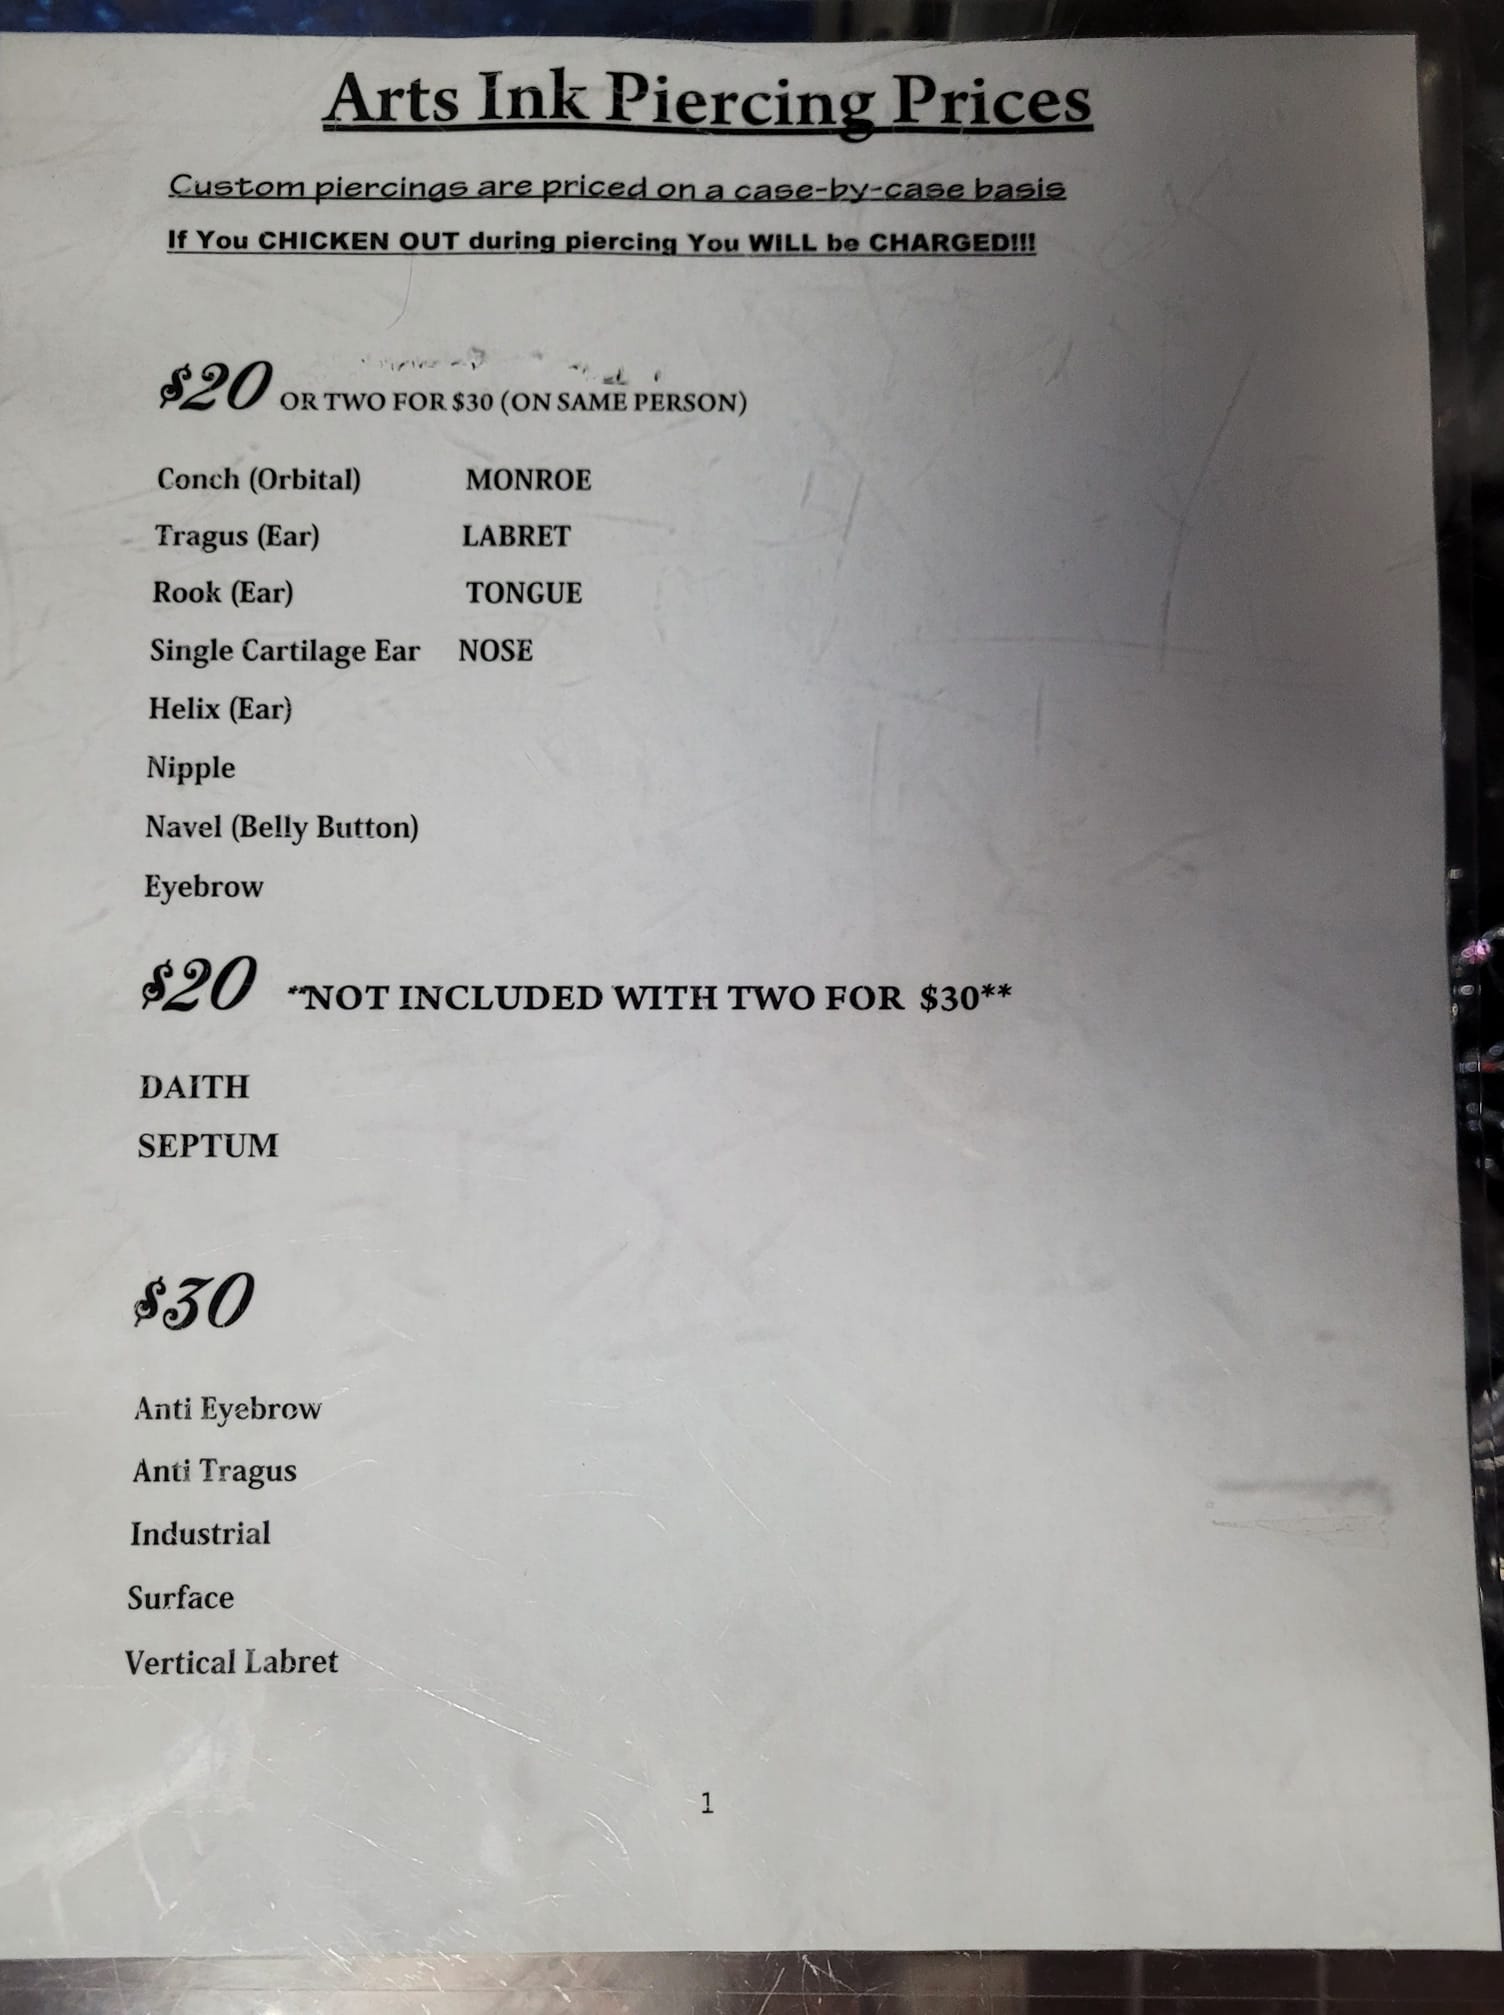 Arts Ink Piercing Prices
Custom piercings are priced on a case-by-case basis
If You CHICKEN OUT during piercing You WILL be CHARGED!!!
$20 OR TWO FOR $30 (ON SAME PERSON)
Conch (Orbital) MONROE
Tragus (Ear) LABRET
Rook (Ear) TONGUE
Single Cartilage Ear NOSE
Helix (Ear)
Nipple
Navel (Belly Button)
Eyebrow
$20 **NOT INCLUDED WITH TWO FOR $30**
DAITH
SEPTUM
$30
Anti Eyebrow
Anti Tragus
Industrial
Surface
Vertical Labret
1